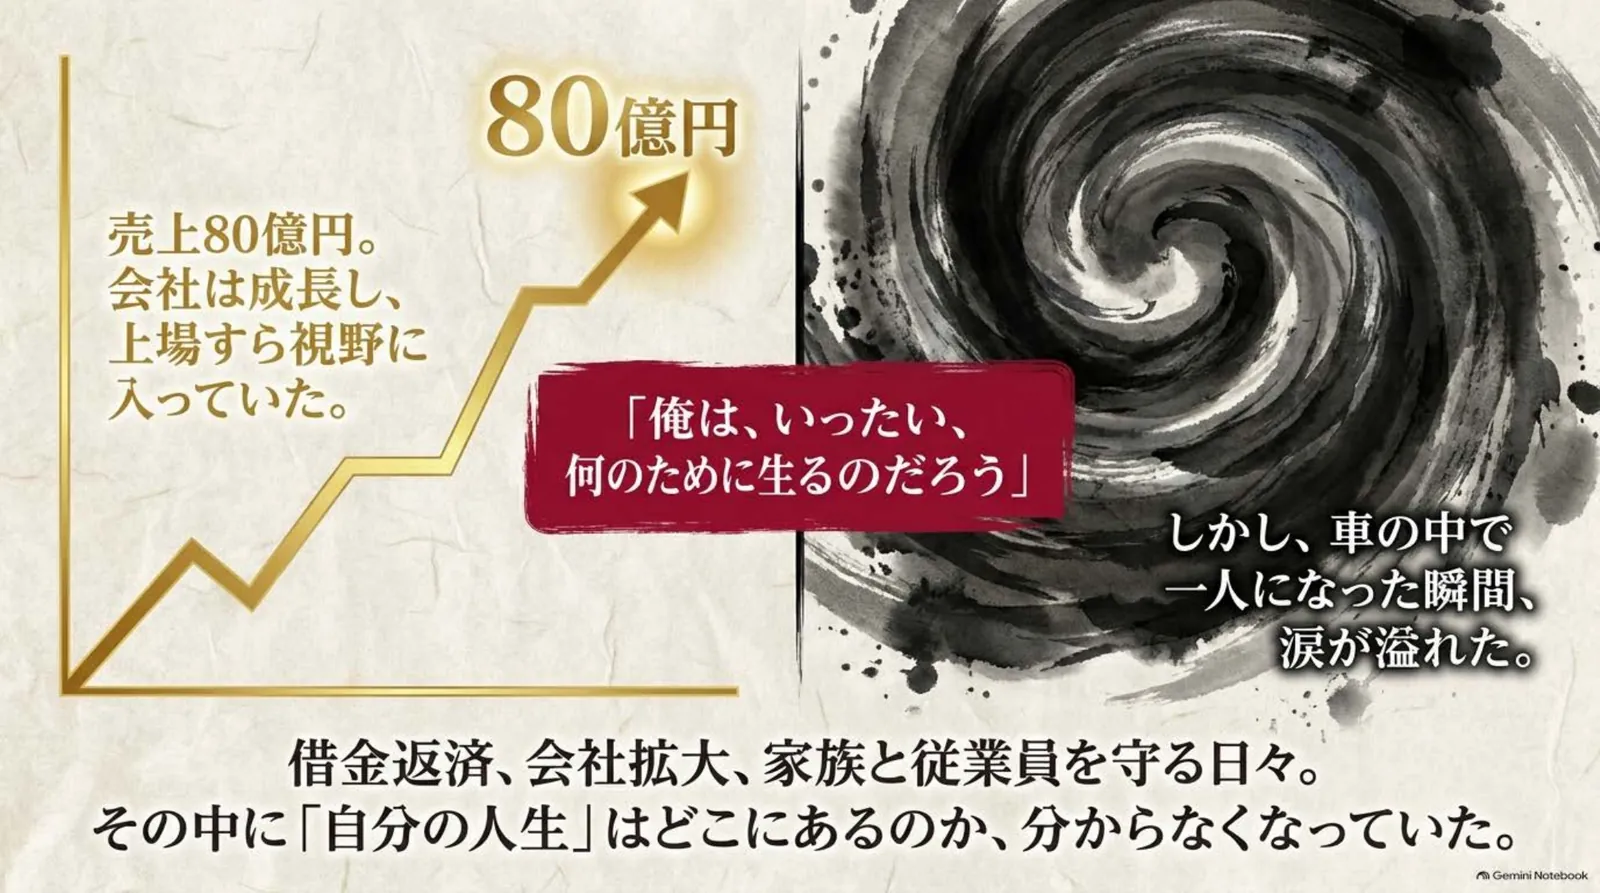 80億円
売上80億円。
会社は成長し、
上場すら視野に
入っていた。
「俺は、いったい、
何のために生るのだろう」
しかし、車の中で
一人になった瞬間、
涙が溢れた。
借金返済、会社拡大、家族と従業員を守る日々。
その中に「自分の人生」はどこにあるのか、分からなくなっていた。
Gemini Notebook